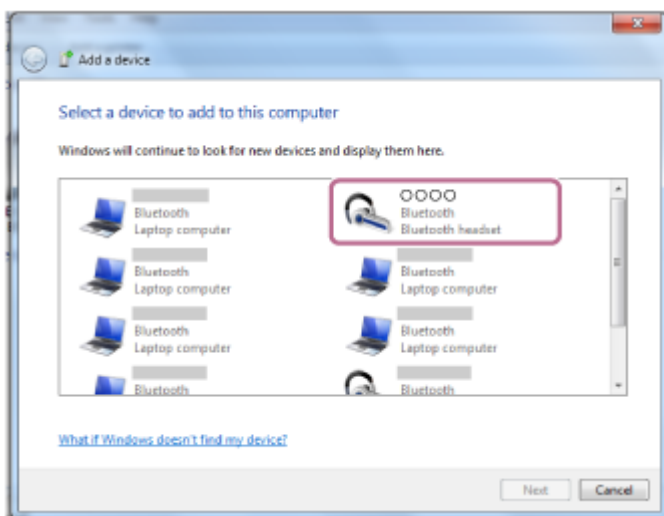 Add a device
Select a device to add to this computer
Windows will continue to look for new devices and display them here.
Bluetooth
Laptop computer
OOOO
Bluetooth
Bluetooth headset
Bluetooth
Laptop computer
Bluetooth
Laptop computer
Bluetooth
Laptop computer
Bluetooth
Laptop computer
Bluetooth
Bluetooth
What if Windows doesn't find my device?
Next
Cancel